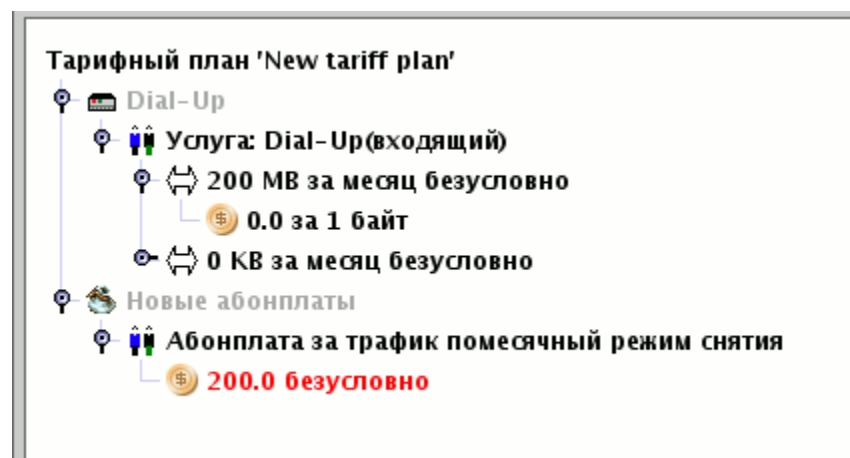 Тарифный план 'New tariff plan'
Dial-Up
Услуга: Dial-Up(входящий)
200 MB за месяц безусловно
0.0 за 1 байт
0 KB за месяц безусловно
Новые абонплаты
Абонплата за трафик помесячный режим снятия
200.0 безусловно